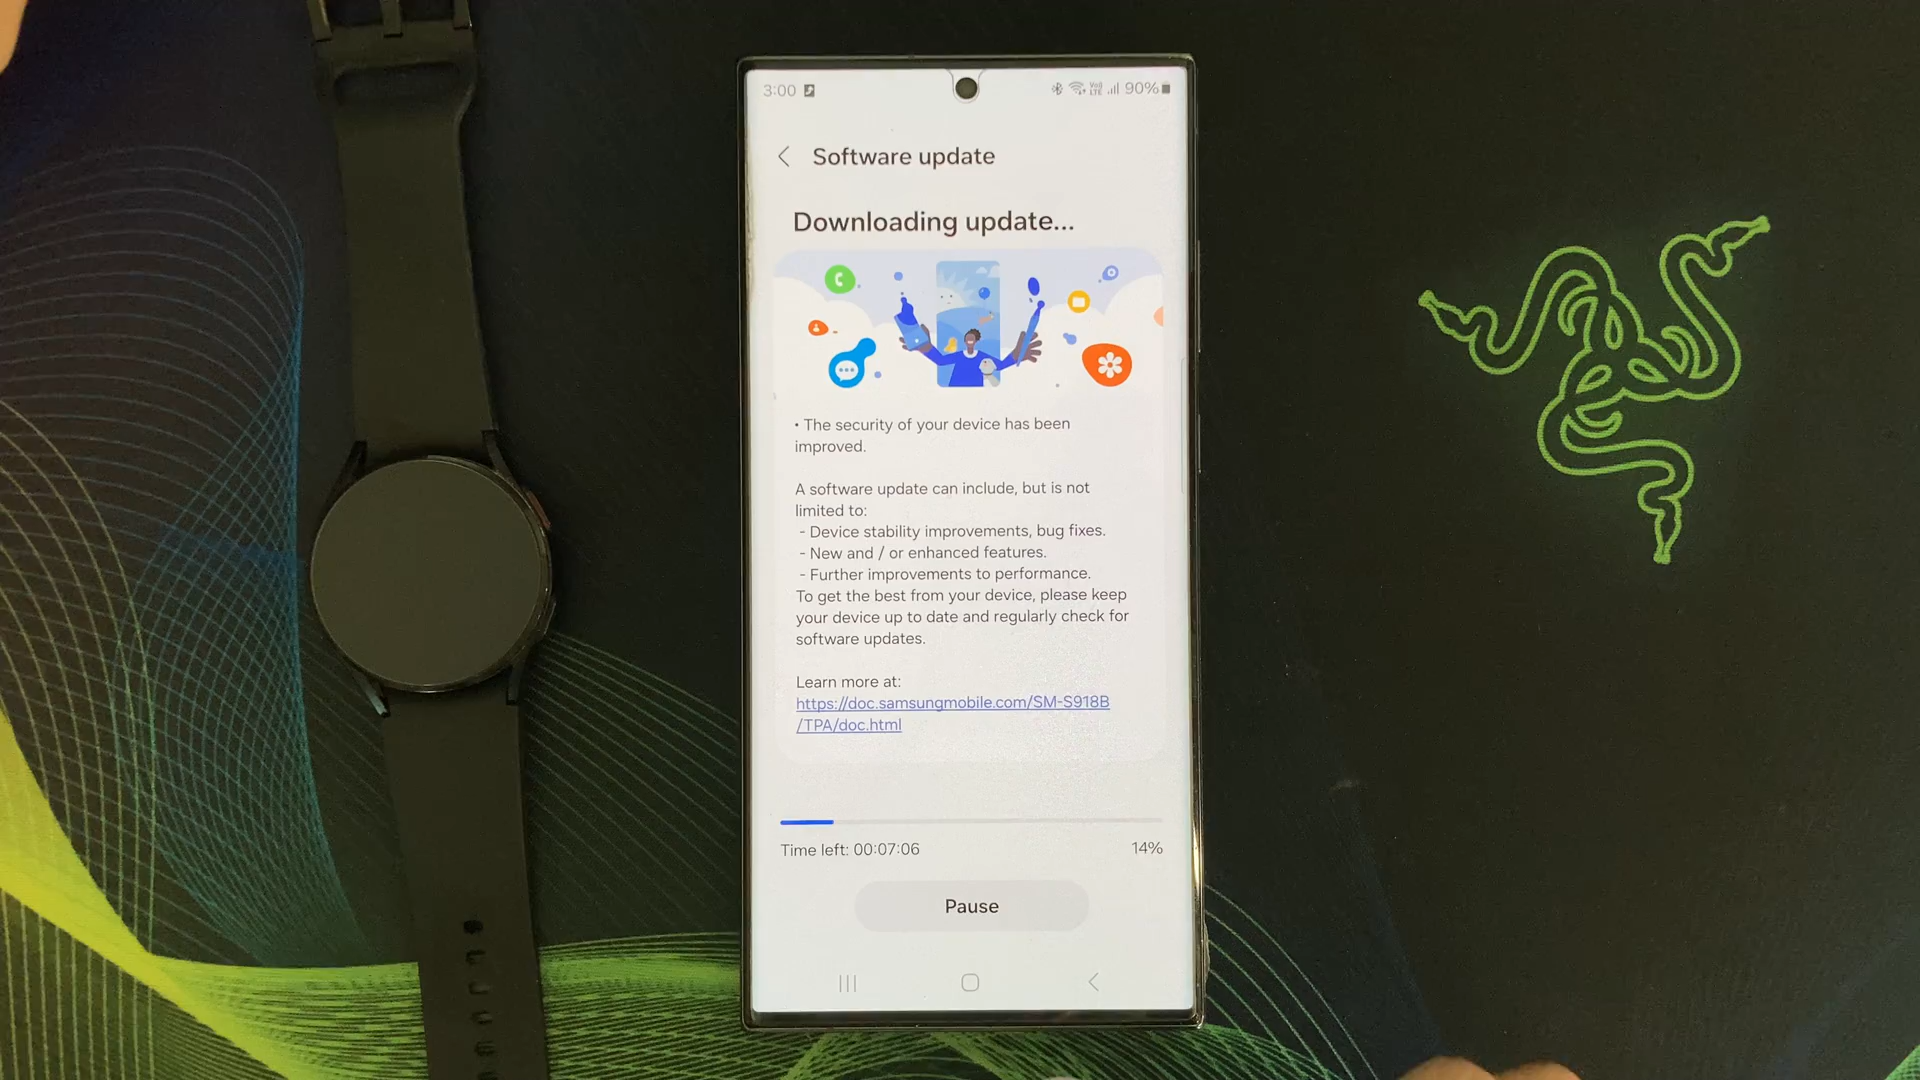 3:00 Vo) LTE 90%
Software update
Downloading update...
• The security of your device has been
improved.
A software update can include, but is not
limited to:
- Device stability improvements, bug fixes.
- New and / or enhanced features.
- Further improvements to performance.
To get the best from your device, please keep
your device up to date and regularly check for
software updates.
Learn more at:
https://doc.samsungmobile.com/SM-S918B
/TPA/doc.html
Time left: 00:07:06 14%
Pause